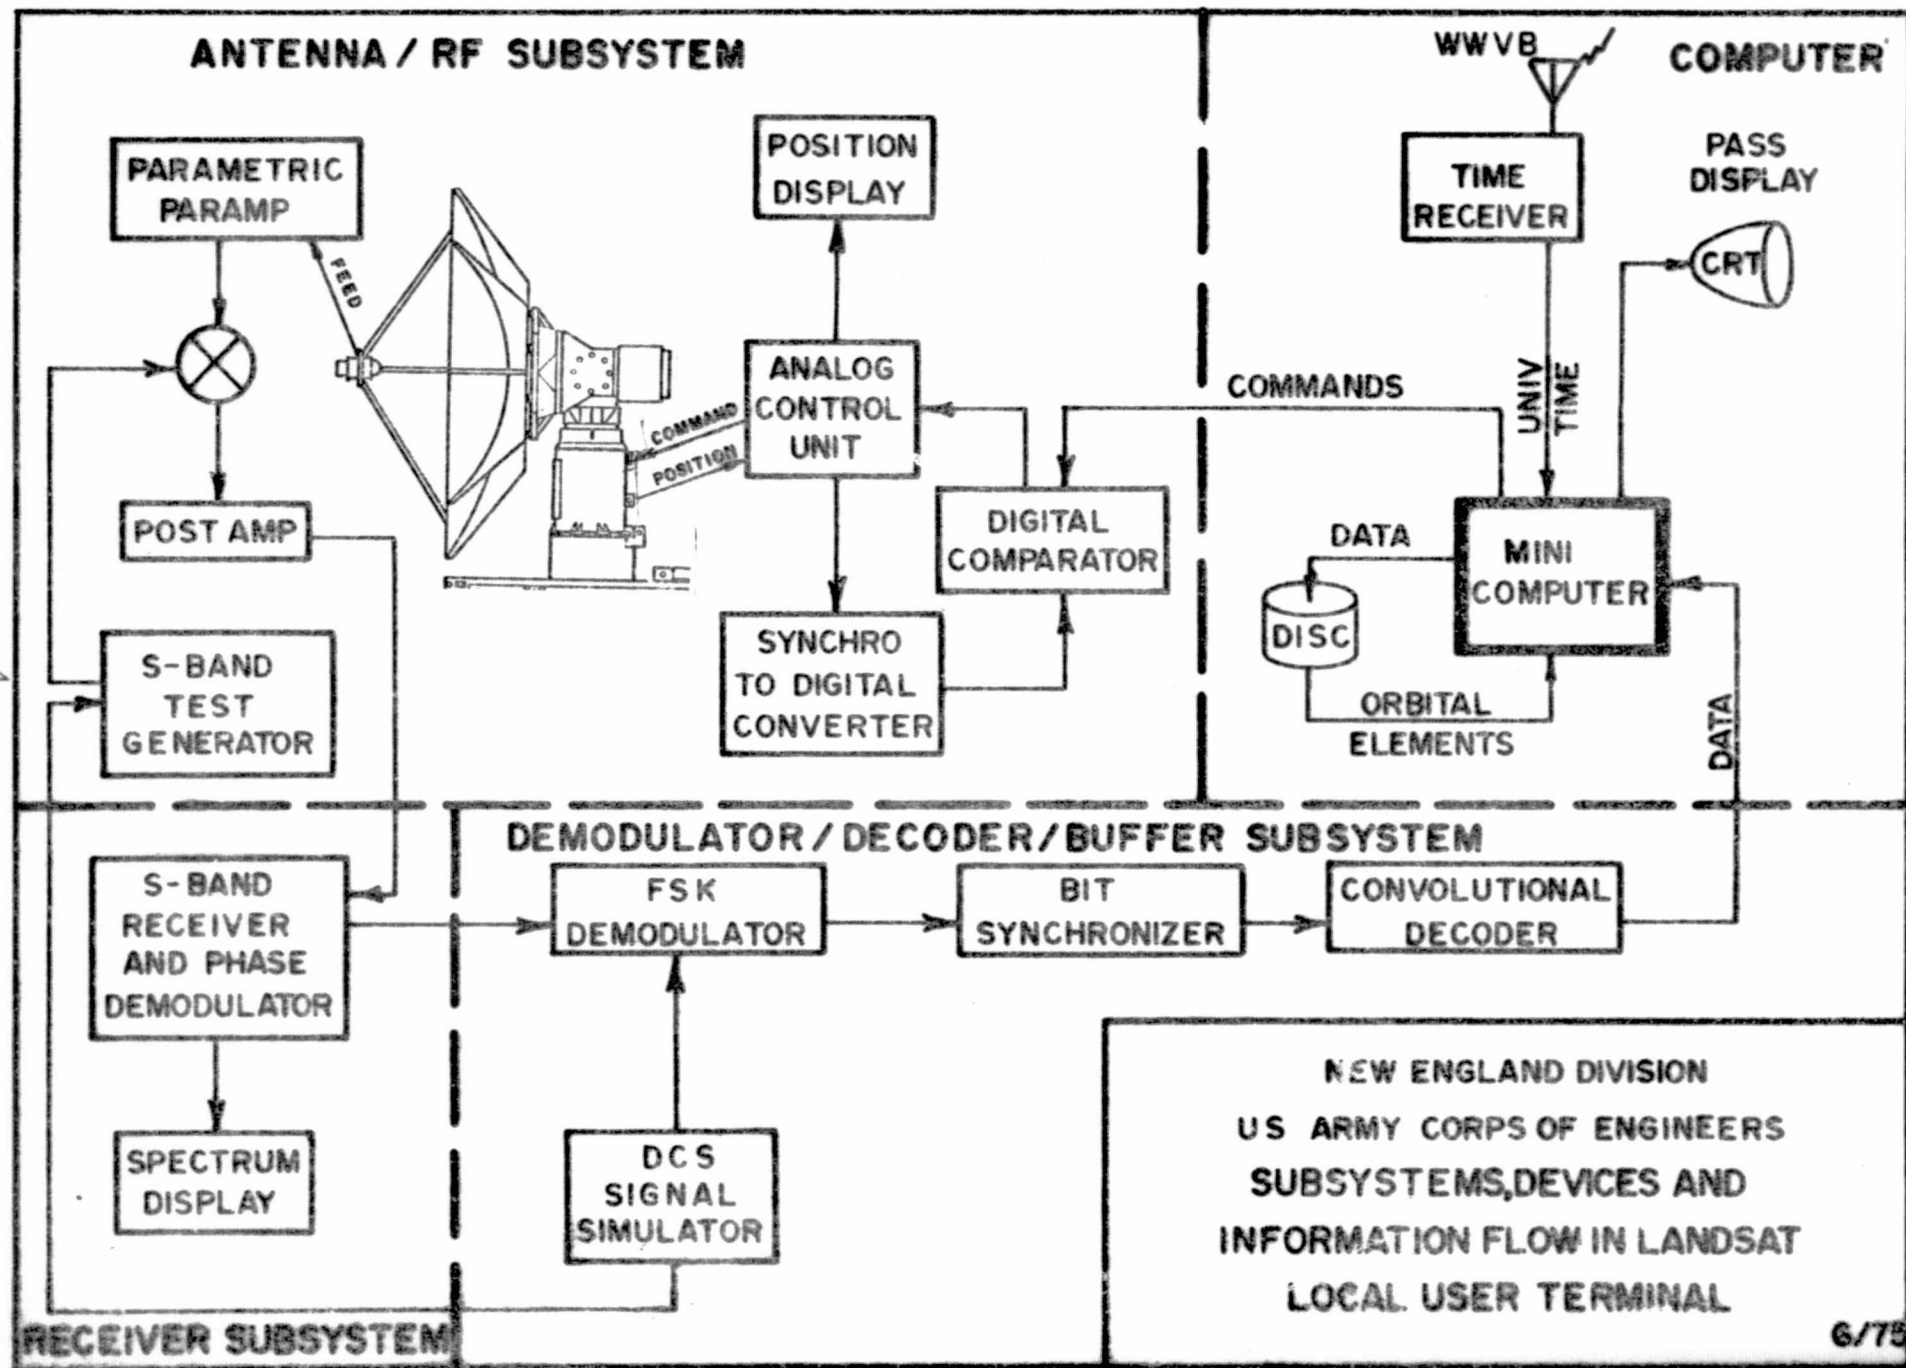 ANTENNA / RF SUBSYSTEM
PARAMETRIC
PARAMP
FEED
POST AMP
S-BAND
TEST
GENERATOR
POSITION
DISPLAY
ANALOG
CONTROL
UNIT
COMMAND
POSITION
DIGITAL
COMPARATOR
SYNCHRO
TO DIGITAL
CONVERTER
COMPUTER
WWVB
TIME
RECEIVER
PASS
DISPLAY
CRT
UNIV
TIME
COMMANDS
MINI
COMPUTER
DATA
DISC
ORBITAL
ELEMENTS
DATA
S-BAND
RECEIVER
AND PHASE
DEMODULATOR
SPECTRUM
DISPLAY
RECEIVER SUBSYSTEM
DEMODULATOR/DECODER/BUFFER SUBSYSTEM
FSK
DEMODULATOR
BIT
SYNCHRONIZER
CONVOLUTIONAL
DECODER
DCS
SIGNAL
SIMULATOR
NEW ENGLAND DIVISION
US ARMY CORPS OF ENGINEERS
SUBSYSTEMS,DEVICES AND
INFORMATION FLOW IN LANDSAT
LOCAL USER TERMINAL
6/75